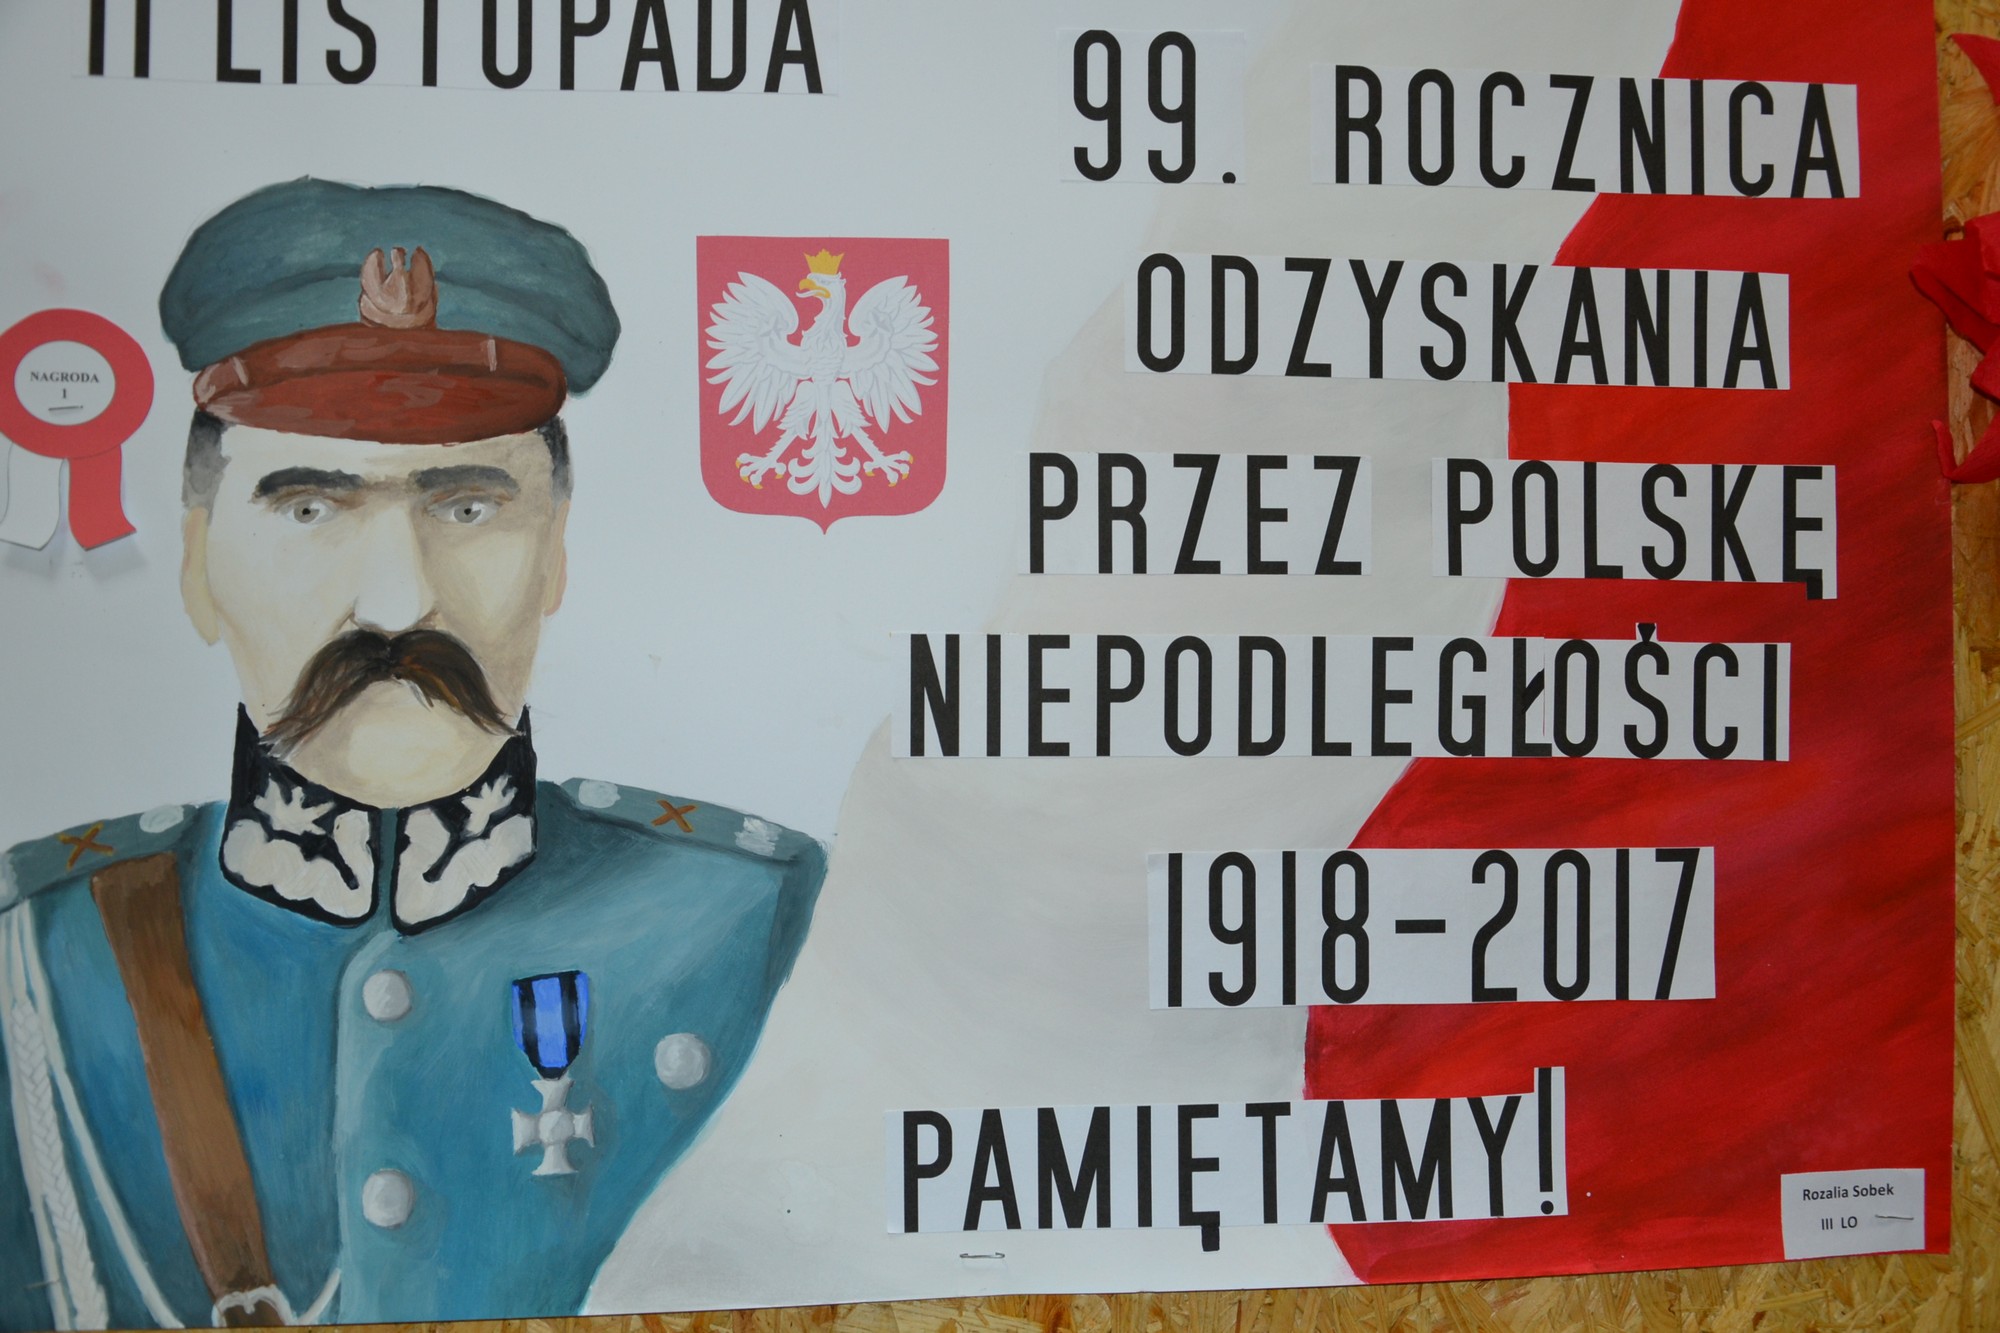 11 LISTOPADA
99. ROCZNICA
ODZYSKANIA
PRZEZ POLSKĘ
NIEPODLEGŁOŚCI
1918-2017
PAMIĘTAMY!
NAGRODA
1
Rozalia Sobek
III LO